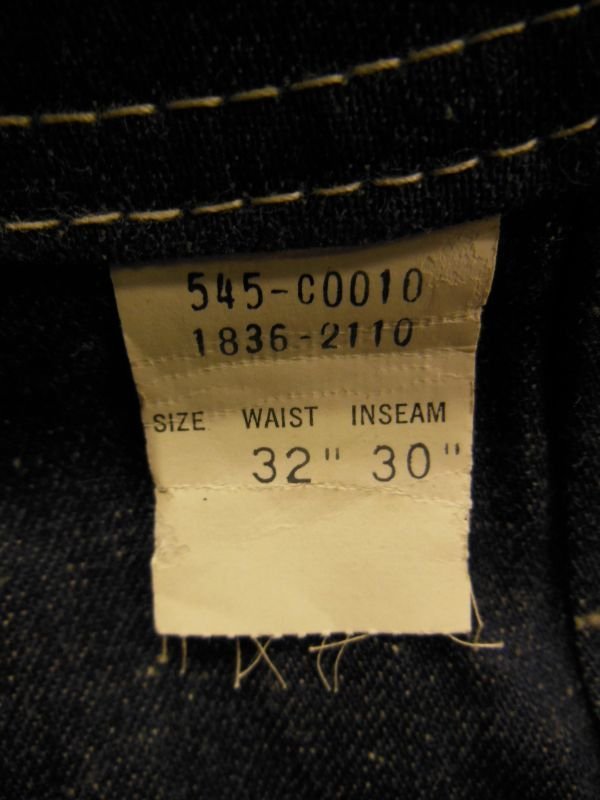 545-C0010
1836-2110
SIZE WAIST INSEAM
32" 30"